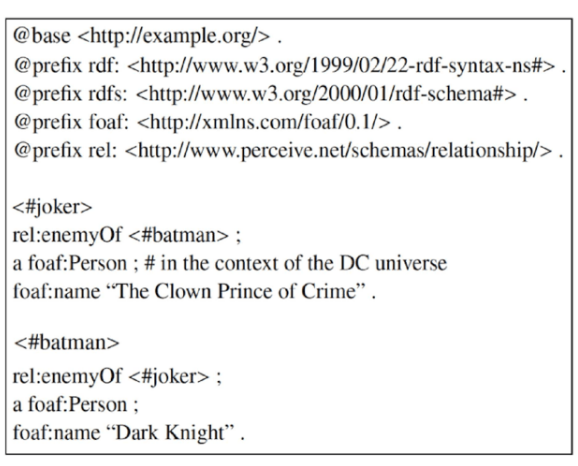 @base <http://example.org/> .
@prefix rdf: <http://www.w3.org/1999/02/22-rdf-syntax-ns#> .
@prefix rdfs: <http://www.w3.org/2000/01/rdf-schema#> .
@prefix foaf: <http://xmlns.com/foaf/0.1/> .
@prefix rel: <http://www.perceive.net/schemas/relationship/> .
<#joker>
rel:enemyOf <#batman> ;
a foaf:Person ; # in the context of the DC universe
foaf:name “The Clown Prince of Crime” .
<#batman>
rel:enemyOf <#joker> ;
a foaf:Person ;
foaf:name “Dark Knight” .